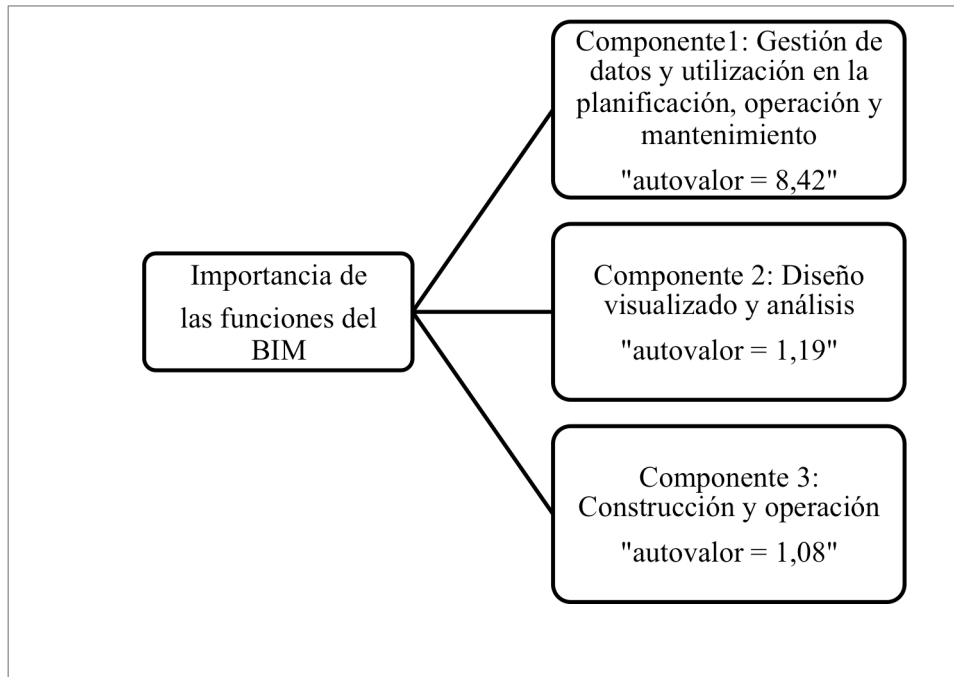 Componente1: Gestión de
datos y utilización en la
planificación, operación y
mantenimiento
"autovalor = 8,42"
Importancia de
las funciones del
BIM
Componente 2: Diseño
visualizado y análisis
"autovalor = 1,19"
Componente 3:
Construcción y operación
"autovalor = 1,08"